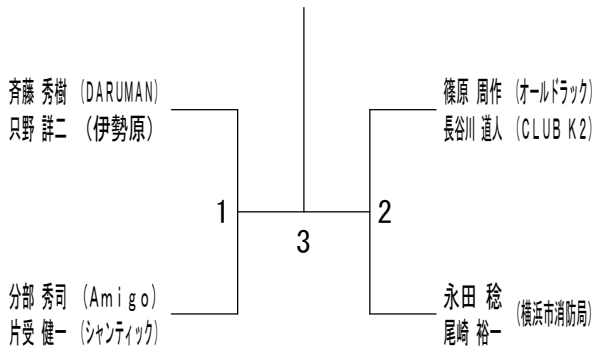 斉藤 秀樹 (DARUMAN)
只野 詳二 (伊勢原)
篠原 周作 (オールドラック)
長谷川 道人 (CLUB K2)
1
2
3
分部 秀司 (Amigo)
片受 健一 (シャンティック)
永田 稔
尾崎 裕一
(横浜市消防局)